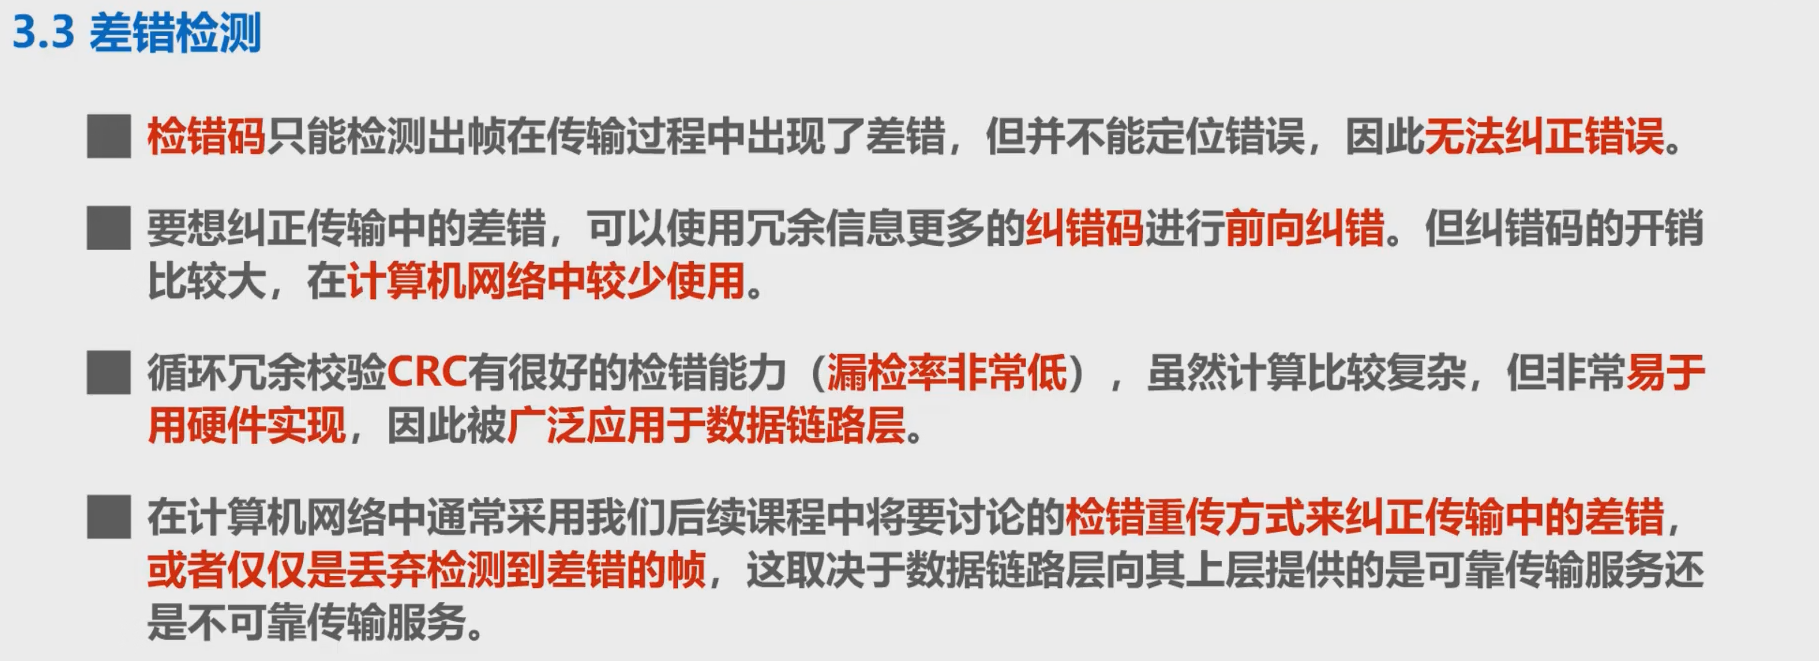 3.3 差错检测
检错码只能检测出帧在传输过程中出现了差错，但并不能定位错误，因此无法纠正错误。
要想纠正传输中的差错，可以使用冗余信息更多的纠错码进行前向纠错。但纠错码的开销
比较大，在计算机网络中较少使用。
循环冗余校验CRC有很好的检错能力（漏检率非常低），虽然计算比较复杂，但非常易于
用硬件实现，因此被广泛应用于数据链路层。
在计算机网络中通常采用我们后续课程中将要讨论的检错重传方式来纠正传输中的差错，
或者仅仅是丢弃检测到差错的帧，这取决于数据链路层向其上层提供的是可靠传输服务还
是不可靠传输服务。